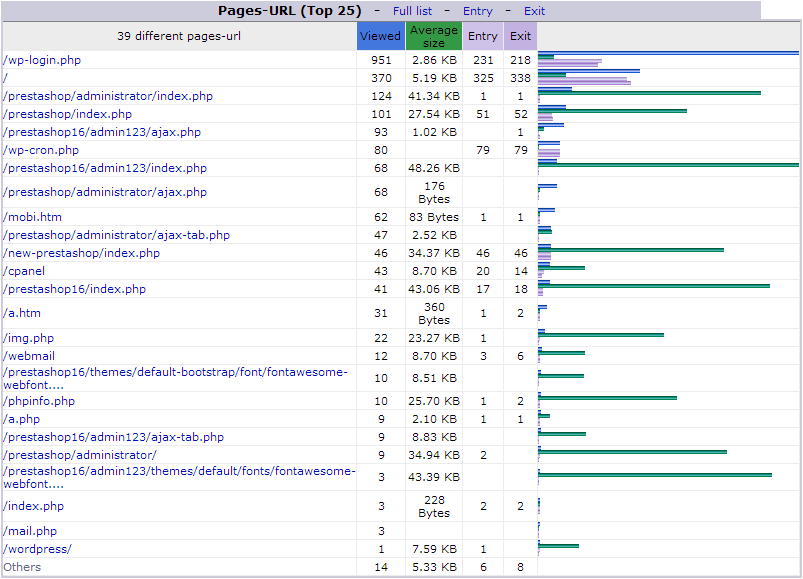 Pages-URL (Top 25) - Full list - Entry - Exit
39 different pages-url Viewed Average size Entry Exit
/wp-login.php 951 2.86 KB 231 218
/ 370 5.19 KB 325 338
/prestashop/administrator/index.php 124 41.34 KB 1 1
/prestashop/index.php 101 27.54 KB 51 52
/prestashop16/admin123/ajax.php 93 1.02 KB 1
/wp-cron.php 80 79 79
/prestashop16/admin123/index.php 68 48.26 KB
/prestashop/administrator/ajax.php 68 176 Bytes
/mobi.htm 62 83 Bytes 1 1
/prestashop/administrator/ajax-tab.php 47 2.52 KB
/new-prestashop/index.php 46 34.37 KB 46 46
/cpanel 43 8.70 KB 20 14
/prestashop16/index.php 41 43.06 KB 17 18
/a.htm 31 360 Bytes 1 2
/img.php 22 23.27 KB 1
/webmail 12 8.70 KB 3 6
/prestashop16/themes/default-bootstrap/font/fontawesome-
webfont.... 10 8.51 KB
/phpinfo.php 10 25.70 KB 1 2
/a.php 9 2.10 KB 1 1
/prestashop16/admin123/ajax-tab.php 9 8.83 KB
/prestashop/administrator/ 9 34.94 KB 2
/prestashop16/admin123/themes/default/fonts/fontawesome-
webfont.... 3 43.39 KB
/index.php 3 228 Bytes 2 2
/mail.php 3
/wordpress/ 1 7.59 KB 1
Others 14 5.33 KB 6 8